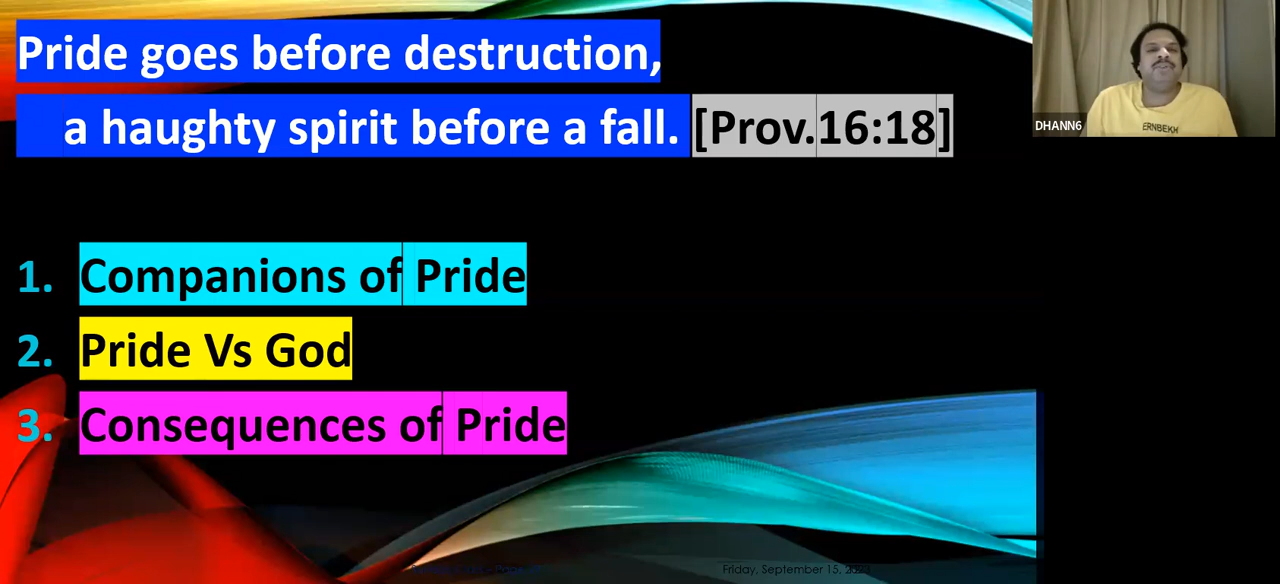 Pride goes before destruction,
a haughty spirit before a fall. [Prov.16:18]
1. Companions of Pride
2. Pride Vs God
3. Consequences of Pride
DHANN6
ERNBEKH
Friday, September 15,